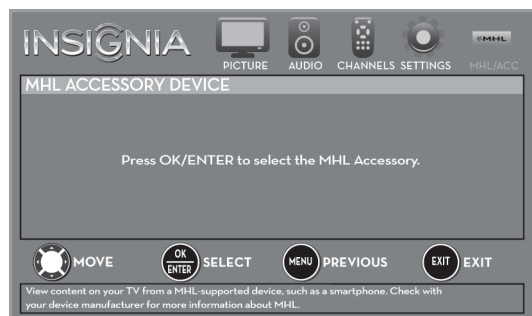 INSIGNIA
MHL
PICTURE AUDIO CHANNELS SETTINGS MHL/ACC
MHL ACCESSORY DEVICE
Press OK/ENTER to select the MHL Accessory.
MOVE OK ENTER SELECT MENU PREVIOUS EXIT EXIT
View content on your TV from a MHL-supported device, such as a smartphone. Check with
your device manufacturer for more information about MHL.